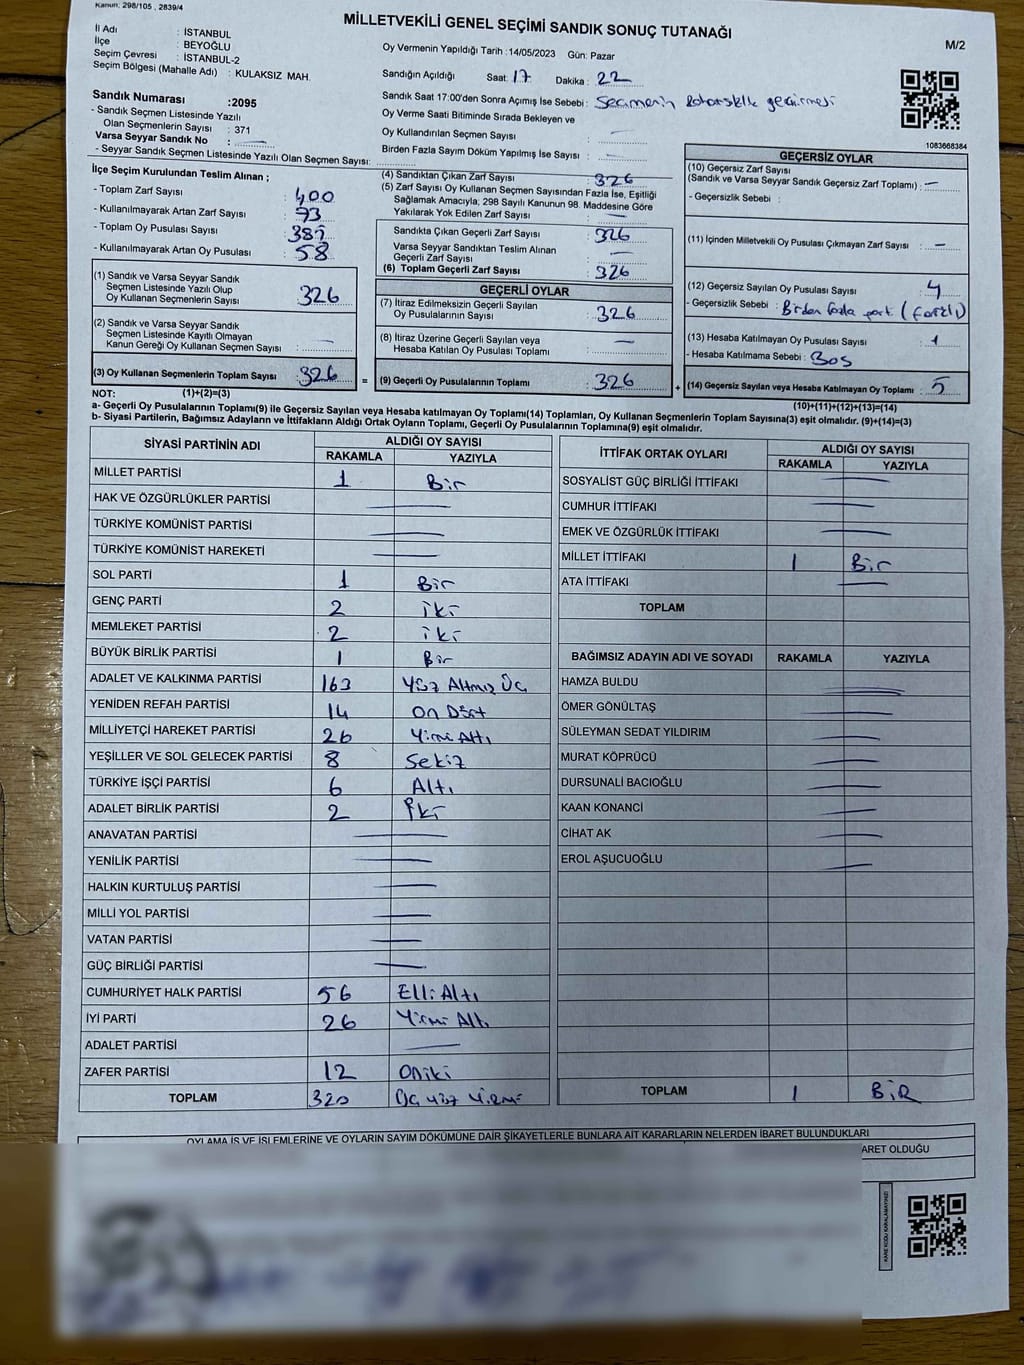 Kanun: 298/105 , 2839/4
MİLLETVEKİLİ GENEL SEÇİMİ SANDIK SONUÇ TUTANAĞI
M/2
İl Adı : İSTANBUL
İlçe : BEYOĞLU
Seçim Çevresi : İSTANBUL-2
Seçim Bölgesi (Mahalle Adı) : KULAKSIZ MAH.
Oy Vermenin Yapıldığı Tarih :14/05/2023 Gün: Pazar
Sandığın Açıldığı Saat: 17 Dakika : 22
Sandık Saat 17:00'den Sonra Açımış İse Sebebi :
Oy Verme Saati Bitiminde Sırada Bekleyen ve
Oy Kullandırılan Seçmen Sayısı : —
Birden Fazla Sayım Döküm Yapılmış İse Sayısı : —
Sandık Numarası :2095
- Sandık Seçmen Listesinde Yazılı
Olan Seçmenlerin Sayısı : 371
Varsa Seyyar Sandık No : —
- Seyyar Sandık Seçmen Listesinde Yazılı Olan Seçmen Sayısı:
İlçe Seçim Kurulundan Teslim Alınan ;
- Toplam Zarf Sayısı : 400
- Kullanılmayarak Artan Zarf Sayısı : 73
- Toplam Oy Pusulası Sayısı :
- Kullanılmayarak Artan Oy Pusulası : 58
(1) Sandık ve Varsa Seyyar Sandık
Seçmen Listesinde Yazılı Olup
Oy Kullanan Seçmenlerin Sayısı : 326
(2) Sandık ve Varsa Seyyar Sandık
Seçmen Listesinde Kayıtlı Olmayan
Kanun Gereği Oy Kullanan Seçmen Sayısı : —
(3) Oy Kullanan Seçmenlerin Toplam Sayısı : 326
(1)+(2)=(3)
(4) Sandıktan Çıkan Zarf Sayısı : 326
(5) Zarf Sayısı Oy Kullanan Seçmen Sayısından Fazla İse, Eşitliği
Sağlamak Amacıyla; 298 Sayılı Kanunun 98. Maddesine Göre
Yakılarak Yok Edilen Zarf Sayısı : —
Sandıkta Çıkan Geçerli Zarf Sayısı : 326
Varsa Seyyar Sandıktan Teslim Alınan
Geçerli Zarf Sayısı : —
(6) Toplam Geçerli Zarf Sayısı : 326
GEÇERLİ OYLAR
(7) İtiraz Edilmeksizin Geçerli Sayılan
Oy Pusulalarının Sayısı : 326
(8) İtiraz Üzerine Geçerli Sayılan veya
Hesaba Katılan Oy Pusulası Toplamı : —
= (9) Geçerli Oy Pusulalarının Toplamı : 326
1083668384
GEÇERSİZ OYLAR
(10) Geçersiz Zarf Sayısı
(Sandık ve Varsa Seyyar Sandık Geçersiz Zarf Toplamı) : —
- Geçersizlik Sebebi :
(11) İçinden Milletvekili Oy Pusulası Çıkmayan Zarf Sayısı : —
(12) Geçersiz Sayılan Oy Pusulası Sayısı : 4
- Geçersizlik Sebebi : Birden fazla part (farklı)
(13) Hesaba Katılmayan Oy Pusulası Sayısı : 1
- Hesaba Katılmama Sebebi : Boş
+ (14) Geçersiz Sayılan veya Hesaba Katılmayan Oy Toplamı : 5
(10)+(11)+(12)+(13)=(14)
NOT:
a- Geçerli Oy Pusulalarının Toplamı(9) ile Geçersiz Sayılan veya Hesaba katılmayan Oy Toplamı(14) Toplamları, Oy Kullanan Seçmenlerin Toplam Sayısına(3) eşit olmalıdır. (9)+(14)=(3)
b- Siyasi Partilerin, Bağımsız Adayların ve İttifakların Aldığı Ortak Oyların Toplamı, Geçerli Oy Pusulalarının Toplamına(9) eşit olmalıdır.
SİYASİ PARTİNİN ADI ALDIĞI OY SAYISI
RAKAMLA YAZIYLA
MİLLET PARTİSİ 1 Bir
HAK VE ÖZGÜRLÜKLER PARTİSİ —
TÜRKİYE KOMÜNİST PARTİSİ —
TÜRKİYE KOMÜNİST HAREKETİ —
SOL PARTİ 1 Bir
GENÇ PARTİ 2 iki
MEMLEKET PARTİSİ 2 iki
BÜYÜK BİRLİK PARTİSİ 1 Bir
ADALET VE KALKINMA PARTİSİ 163 Yüz Altmış Üç
YENİDEN REFAH PARTİSİ 14 On Dört
MİLLİYETÇİ HAREKET PARTİSİ 26 Yirmi Altı
YEŞİLLER VE SOL GELECEK PARTİSİ 8 Sekiz
TÜRKİYE İŞÇİ PARTİSİ 6 Altı
ADALET BİRLİK PARTİSİ 2 İki
ANAVATAN PARTİSİ —
YENİLİK PARTİSİ —
HALKIN KURTULUŞ PARTİSİ —
MİLLİ YOL PARTİSİ —
VATAN PARTİSİ —
GÜÇ BİRLİĞİ PARTİSİ —
CUMHURİYET HALK PARTİSİ 56 Elli Altı
İYİ PARTİ 26 Yirmi Altı
ADALET PARTİSİ —
ZAFER PARTİSİ 12 Oniki
TOPLAM 320 Üç yüz Yirmi
İTTİFAK ORTAK OYLARI ALDIĞI OY SAYISI
RAKAMLA YAZIYLA
SOSYALİST GÜÇ BİRLİĞİ İTTİFAKI —
CUMHUR İTTİFAKI —
EMEK VE ÖZGÜRLÜK İTTİFAKI —
MİLLET İTTİFAKI 1 Bir
ATA İTTİFAKI —
TOPLAM
BAĞIMSIZ ADAYIN ADI VE SOYADI RAKAMLA YAZIYLA
HAMZA BULDU —
ÖMER GÖNÜLTAŞ —
SÜLEYMAN SEDAT YILDIRIM —
MURAT KÖPRÜCÜ —
DURSUNALİ BACIOĞLU —
KAAN KONANCİ —
CİHAT AK —
EROL AŞUCUOĞLU —
TOPLAM 1 BİR
OYLAMA İŞ VE İŞLEMLERİNE VE OYLARIN SAYIM DÖKÜMÜNE DAİR ŞİKAYETLERLE BUNLARA AİT KARARLARIN NELERDEN İBARET BULUNDUKLARI
ARET OLDUĞU
KARE KODU KARALAMAYINIZ!